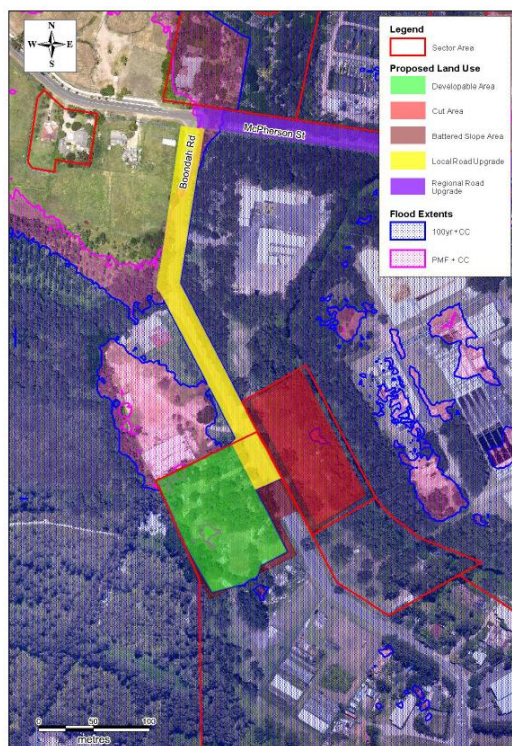 N
W E
S
Legend
Sector Area
Proposed Land Use
Developable Area
Cut Area
Battered Slope Area
Local Road Upgrade
Regional Road
Upgrade
Flood Extents
100yr +CC
PMF + CC
McPherson St
Boondah Rd
0 50 100
metres